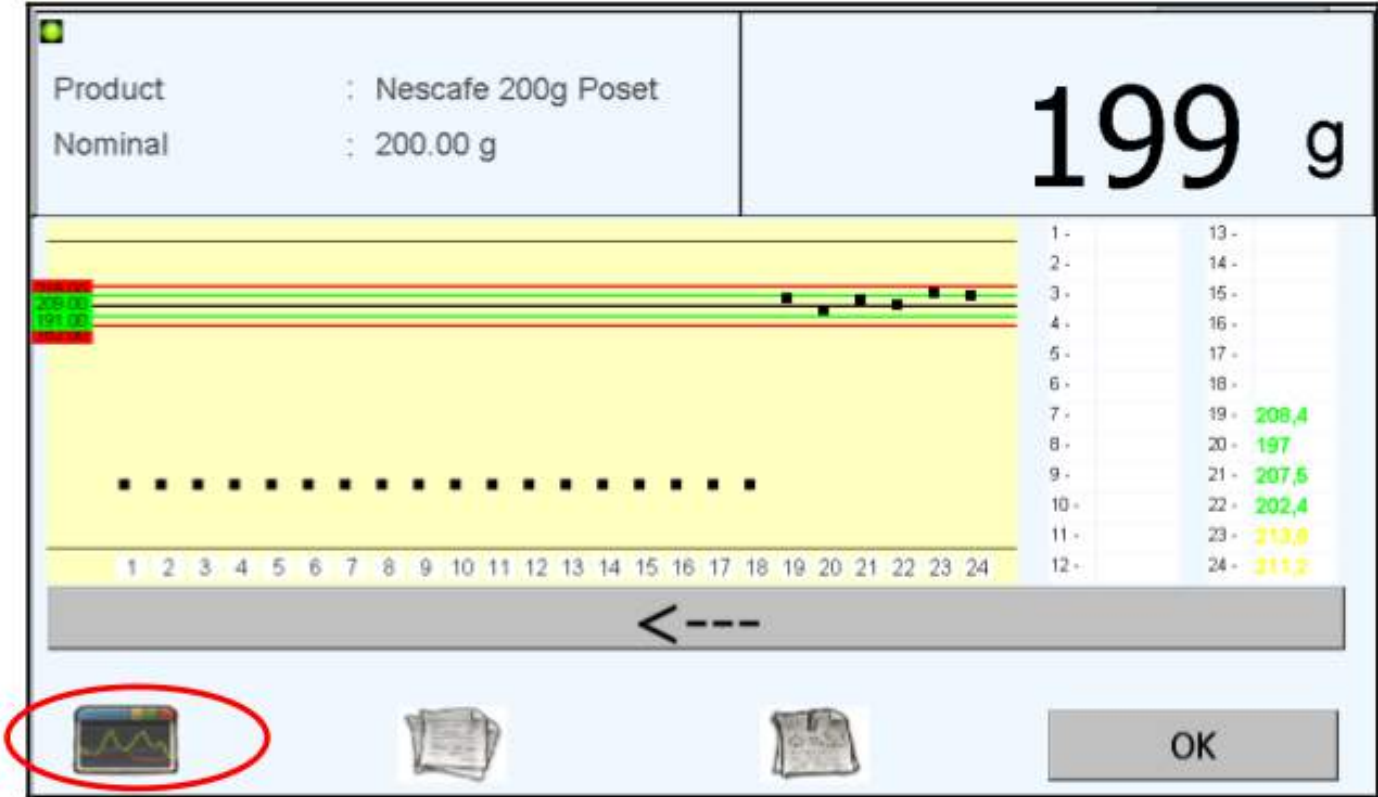 Product : Nescafe 200g Poset
Nominal : 200.00 g
199 g
209.00
191.00
1 2 3 4 5 6 7 8 9 10 11 12 13 14 15 16 17 18 19 20 21 22 23 24
1 -
2 -
3 -
4 -
5 -
6 -
7 -
8 -
9 -
10 -
11 -
12 -
13 -
14 -
15 -
16 -
17 -
18 -
19 - 208,4
20 - 197
21 - 207,5
22 - 202,4
23 - 213,6
24 - 211,2
<---
OK